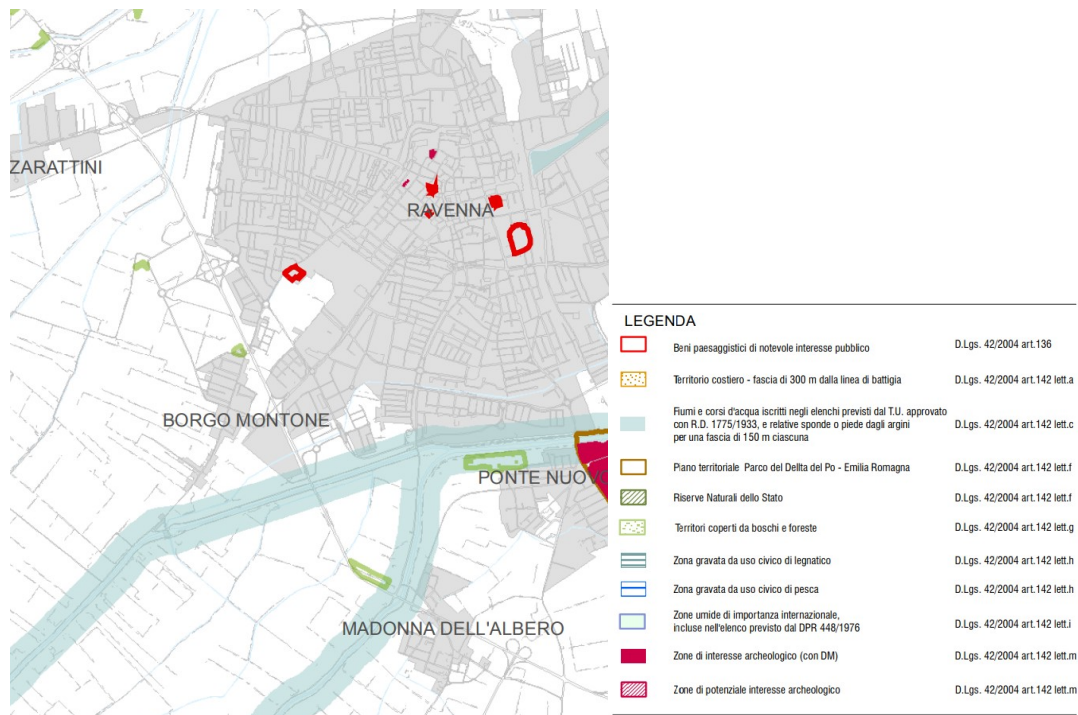 ZARATTINI
RAVENNA
BORGO MONTONE
PONTE NUOVO
MADONNA DELL'ALBERO
LEGENDA
Beni paesaggistici di notevole interesse pubblico D.Lgs. 42/2004 art.136
Territorio costiero - fascia di 300 m dalla linea di battigia D.Lgs. 42/2004 art.142 lett.a
Fiumi e corsi d'acqua iscritti negli elenchi previsti dal T.U. approvato
con R.D. 1775/1933, e relative sponde o piede dagli argini D.Lgs. 42/2004 art.142 lett.c
per una fascia di 150 m ciascuna
Piano territoriale Parco del Dellta del Po - Emilia Romagna D.Lgs. 42/2004 art.142 lett.f
Riserve Naturali dello Stato D.Lgs. 42/2004 art.142 lett.f
Territori coperti da boschi e foreste D.Lgs. 42/2004 art.142 lett.g
Zona gravata da uso civico di legnatico D.Lgs. 42/2004 art.142 lett.h
Zona gravata da uso civico di pesca D.Lgs. 42/2004 art.142 lett.h
Zone umide di importanza internazionale,
incluse nell'elenco previsto dal DPR 448/1976 D.Lgs. 42/2004 art.142 lett.i
Zone di interesse archeologico (con DM) D.Lgs. 42/2004 art.142 lett.m
Zone di potenziale interesse archeologico D.Lgs. 42/2004 art.142 lett.m